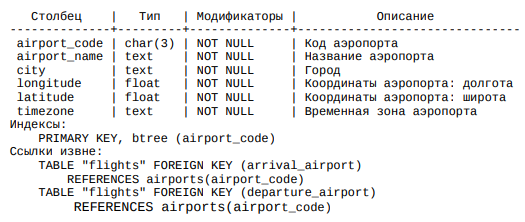 Столбец | Тип | Модификаторы | Описание
--------------+---------+--------------+-----------------------------
airport_code | char(3) | NOT NULL | Код аэропорта
airport_name | text | NOT NULL | Название аэропорта
city | text | NOT NULL | Город
longitude | float | NOT NULL | Координаты аэропорта: долгота
latitude | float | NOT NULL | Координаты аэропорта: широта
timezone | text | NOT NULL | Временная зона аэропорта
Индексы:
PRIMARY KEY, btree (airport_code)
Ссылки извне:
TABLE "flights" FOREIGN KEY (arrival_airport)
REFERENCES airports(airport_code)
TABLE "flights" FOREIGN KEY (departure_airport)
REFERENCES airports(airport_code)